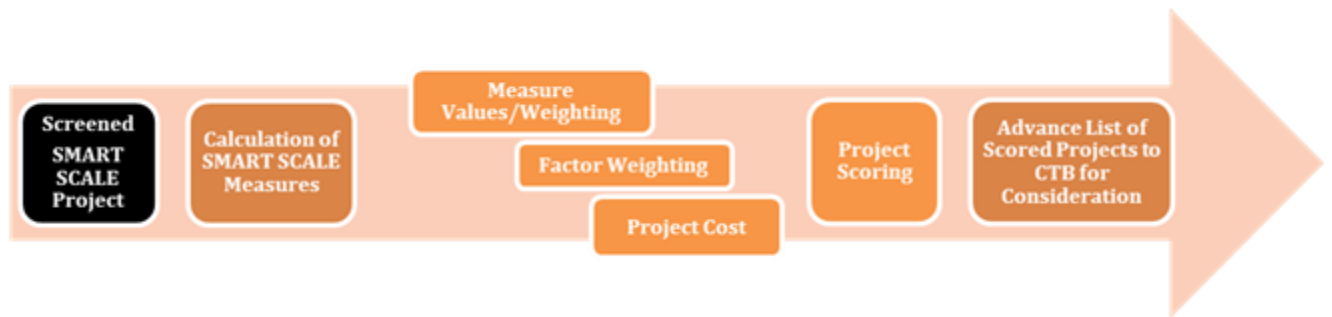 Screened
SMART
SCALE
Project
Calculation of
SMART SCALE
Measures
Measure
Values/Weighting
Factor Weighting
Project Cost
Project
Scoring
Advance List of
Scored Projects to
CTB for
Consideration